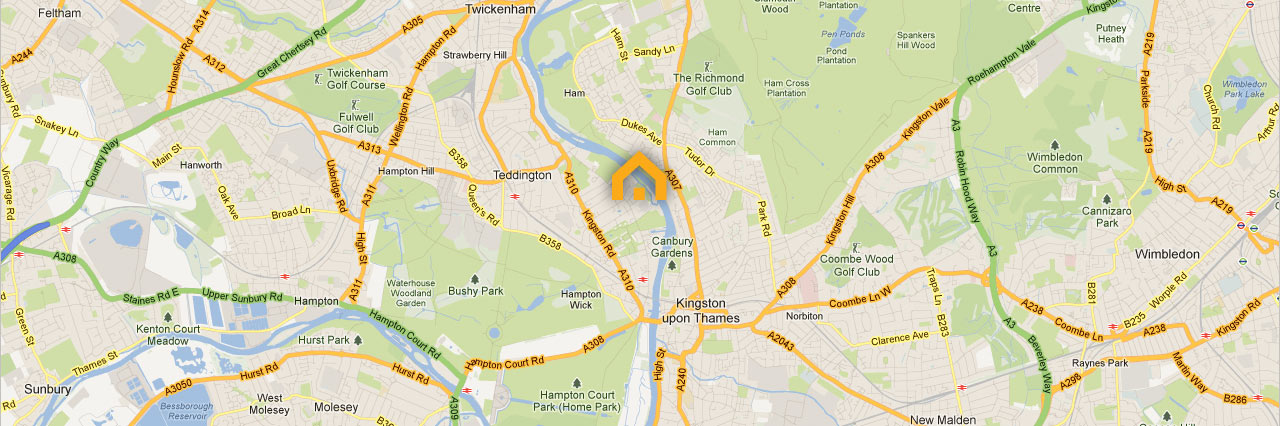 Feltham
A314
A305
Twickenham
A244
A312
Hounslow Rd
Great Chertsey Rd
Hampton Rd
Strawberry Hill
Twickenham
Golf Course
Fulwell
Golf Club
Wellington Rd
Ham St
Sandy Ln
Ham
The Richmond
Golf Club
Plantation
Pen Ponds
Pond
Plantation
Spankers
Hill Wood
Ham Cross
Plantation
Centre
Kingston
Putney
Heath
A219
Roehampton Vale
Parkside
A219
Church Rd
Wimbledon
Park Lake
Arthur Rd
Sunbury Rd
Snakey Ln
Country Way
Main St
Hanworth
A313
Hampton Hill
B358
Teddington
Dukes Ave
Ham
Common
Tudor Dr
A307
Kingston Vale
A308
A3
Robin Hood Way
Wimbledon
Common
A219
High St
A219
Vicarage Rd
Oak Ave
Broad Ln
Uxbridge Rd
A311
A311
Queen's Rd
B358
A310
Kingston Rd
A310
Canbury
Gardens
Park Rd
Kingston Hill
Coombe Wood
Golf Club
Cannizaro
Park
Wimbledon
A308
Staines Rd E
Upper Sunbury Rd
Hampton
High St
A311
Waterhouse
Woodland
Garden
Bushy Park
Hampton
Wick
Kingston
upon Thames
A308
Coombe Ln W
Norbiton
Traps Ln
B283
A3
A238
Coombe Ln
B281
B235
Worple Rd
A238
Kingston Rd
Green St
Thames St
Kenton Court
Meadow
Hurst Park
Hampton Court Rd
Hampton Court Rd
A308
A2043
Clarence Ave
Beverley Way
Raynes Park
Sunbury
Rd
A3050
Hurst Rd
Hurst Rd
High St
A240
A298
Martin Way
B286
Bessborough
Reservoir
West
Molesey
Molesey
A309
Hampton Court
Park (Home Park)
New Malden